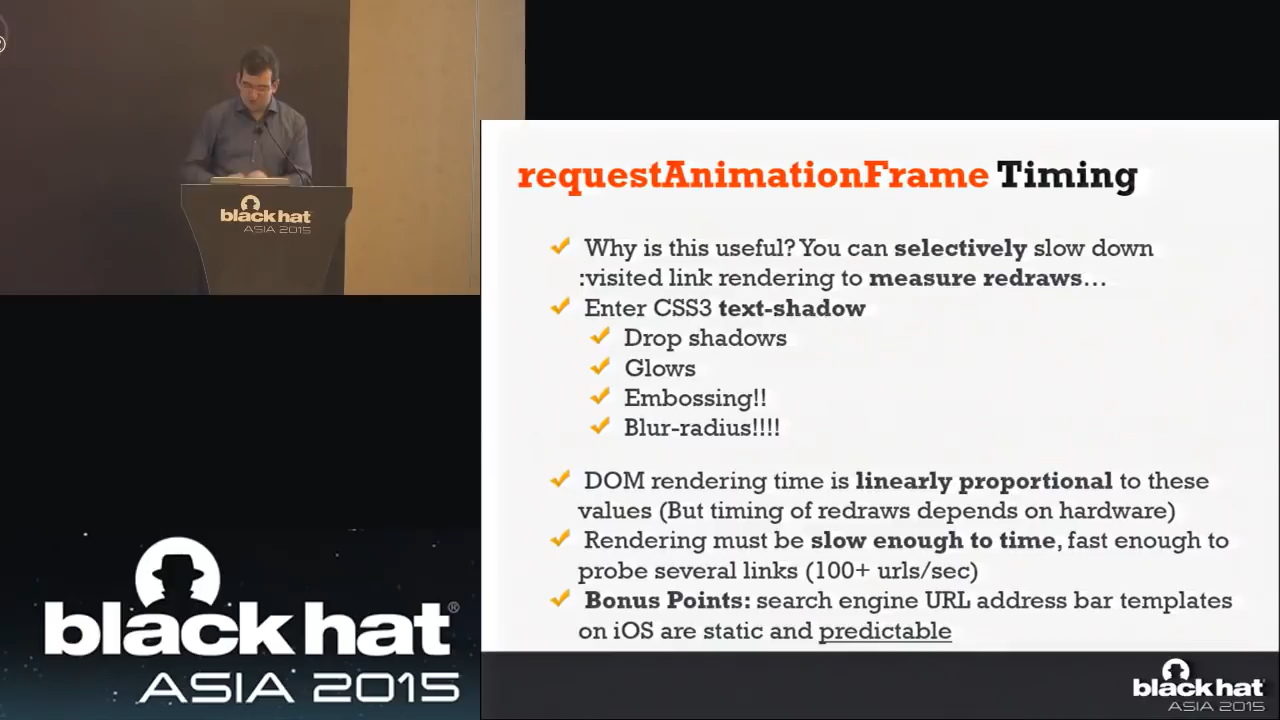 black hat
ASIA 2015
requestAnimationFrame Timing
Why is this useful? You can selectively slow down
:visited link rendering to measure redraws...
Enter CSS3 text-shadow
Drop shadows
Glows
Embossing!!
Blur-radius!!!!
DOM rendering time is linearly proportional to these
values (But timing of redraws depends on hardware)
Rendering must be slow enough to time, fast enough to
probe several links (100+ urls/sec)
Bonus Points: search engine URL address bar templates
on iOS are static and predictable
black hat®
ASIA 2015
black hat
ASIA 2015